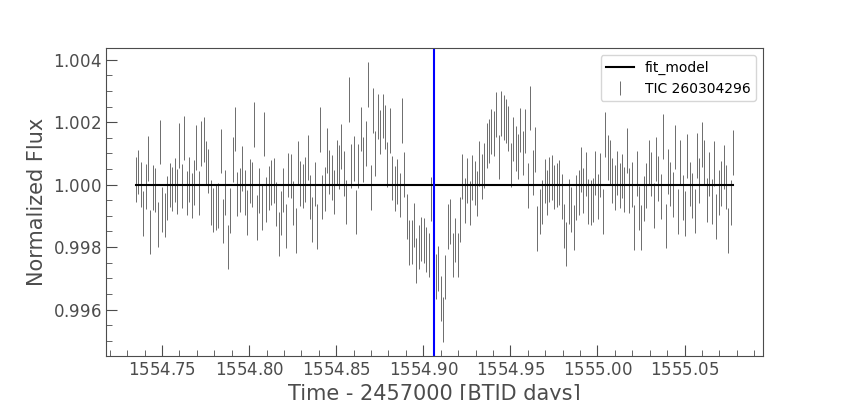 1.004
1.002
1.000
0.998
0.996
Normalized Flux
fit_model
TIC 260304296
1554.75 1554.80 1554.85 1554.90 1554.95 1555.00 1555.05
Time - 2457000 [BTJD days]